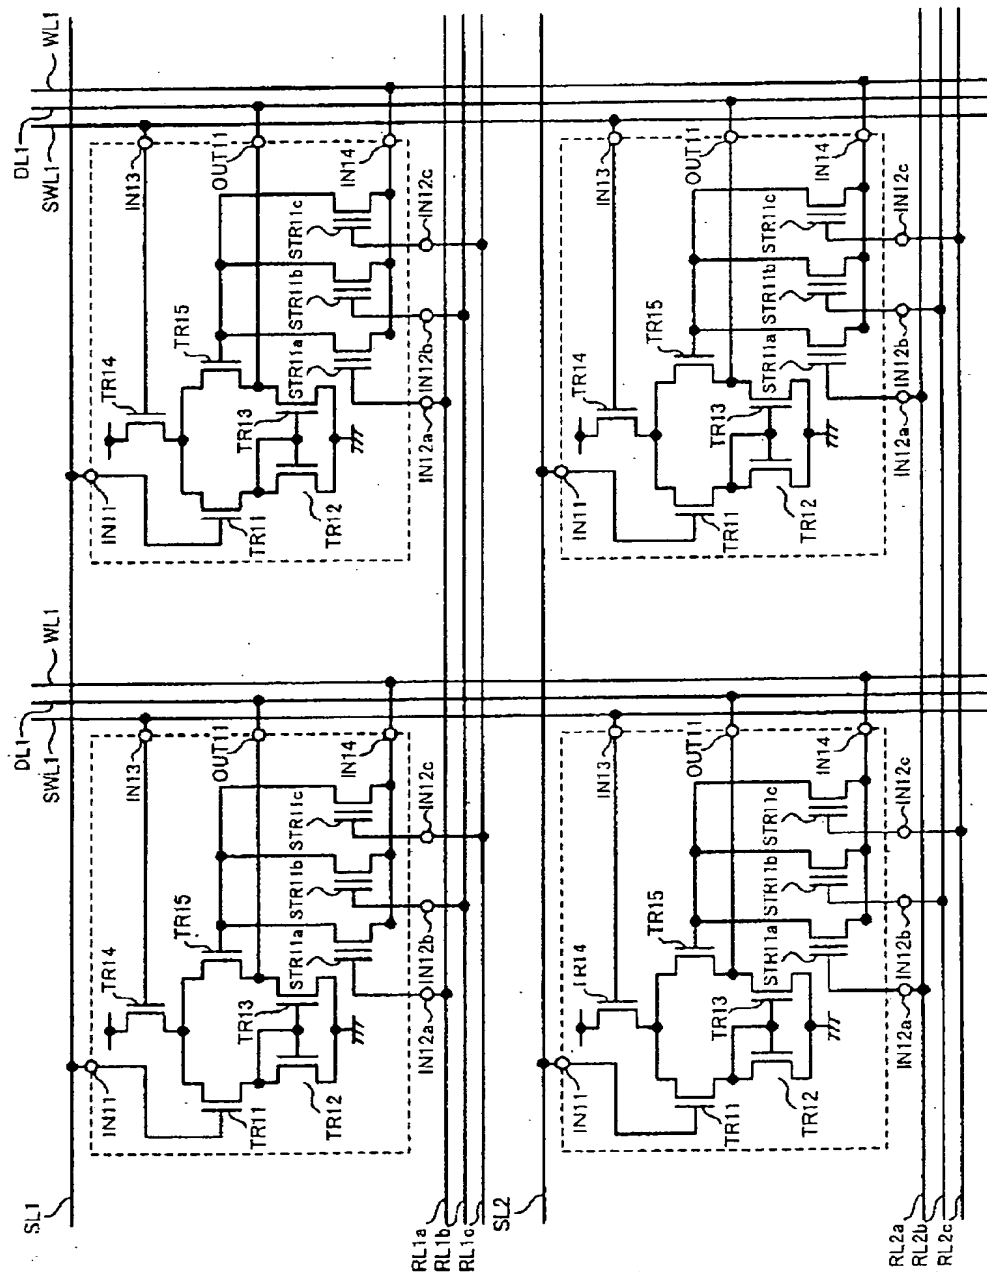 DL1
SWL1
WL1
DL1
SWL1
WL1
SL1
IN11
TR14
IN13
TR11
TR15
OUT11
TR12
TR13
STR11a
STR11b
STR11c
IN14
IN12a
IN12b
IN12c
IN11
TR14
IN13
TR11
TR15
OUT11
TR12
TR13
STR11a
STR11b
STR11c
IN14
IN12a
IN12b
IN12c
RL1a
RL1b
RL1c
SL2
IN11
TR14
IN13
TR11
TR15
OUT11
TR12
TR13
STR11a
STR11b
STR11c
IN14
IN12a
IN12b
IN12c
IN11
TR14
IN13
TR11
TR15
OUT11
TR12
TR13
STR11a
STR11b
STR11c
IN14
IN12a
IN12b
IN12c
RL2a
RL2b
RL2c